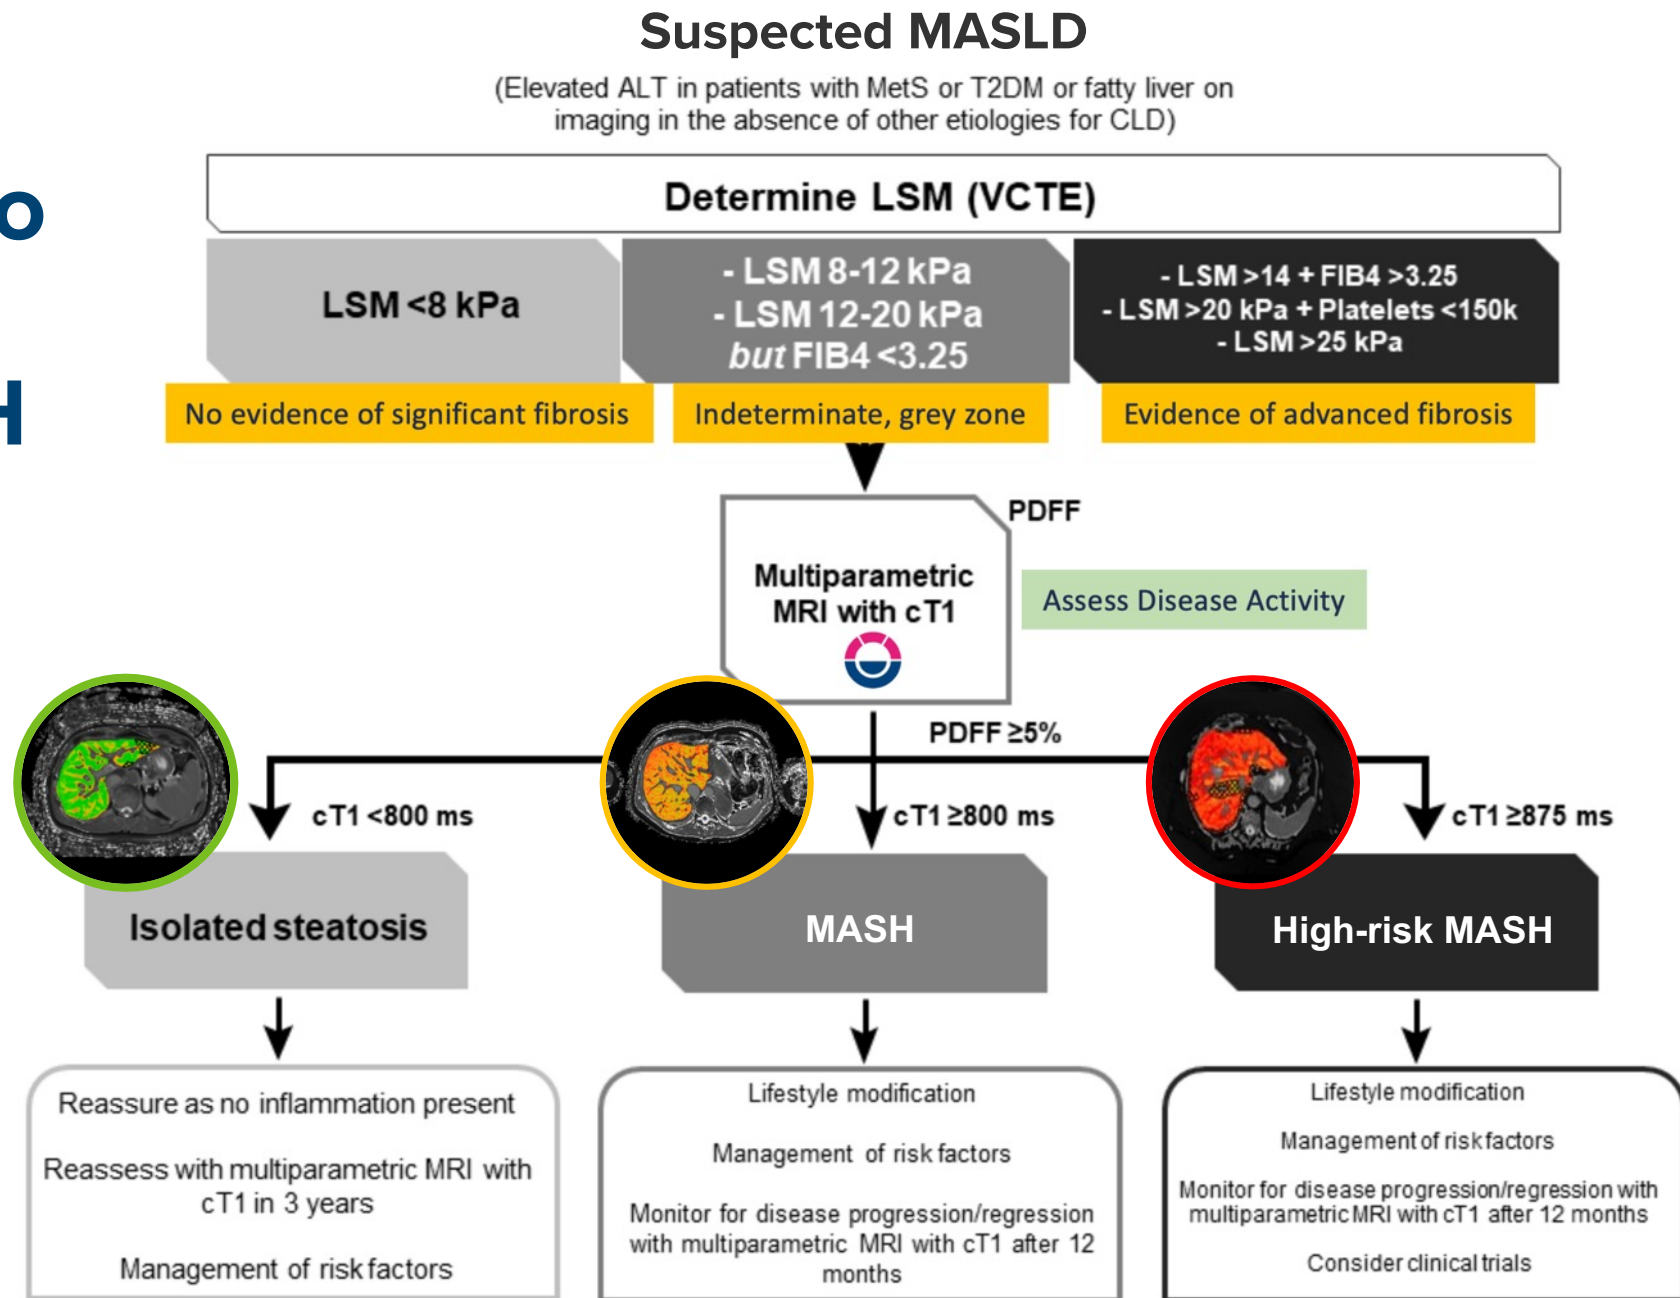 Suspected MASLD
(Elevated ALT in patients with MetS or T2DM or fatty liver on
imaging in the absence of other etiologies for CLD)
o
H
Determine LSM (VCTE)
LSM <8 kPa
- LSM 8-12 kPa
- LSM 12-20 kPa
but FIB4 <3.25
- LSM >14 + FIB4 >3.25
- LSM >20 kPa + Platelets <150k
- LSM >25 kPa
No evidence of significant fibrosis
Indeterminate, grey zone
Evidence of advanced fibrosis
PDFF
Multiparametric
MRI with cT1
Assess Disease Activity
PDFF ≥5%
cT1 <800 ms
cT1 ≥800 ms
cT1 ≥875 ms
Isolated steatosis
MASH
High-risk MASH
Reassure as no inflammation present
Reassess with multiparametric MRI with
cT1 in 3 years
Management of risk factors
Lifestyle modification
Management of risk factors
Monitor for disease progression/regression
with multiparametric MRI with cT1 after 12
months
Lifestyle modification
Management of risk factors
Monitor for disease progression/regression with
multiparametric MRI with cT1 after 12 months
Consider clinical trials